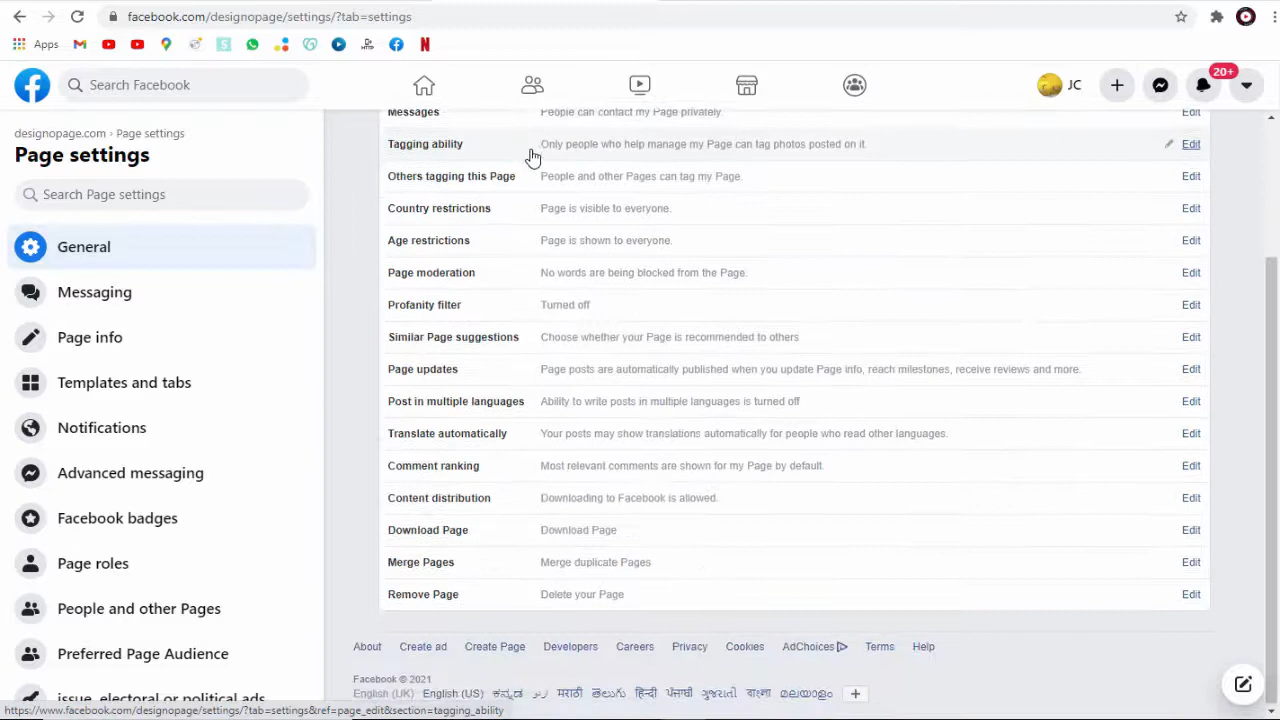 facebook.com/designopage/settings/?tab=settings
Apps
Search Facebook
JC
20+
designopage.com › Page settings
Page settings
Search Page settings
General
Messaging
Page info
Templates and tabs
Notifications
Advanced messaging
Facebook badges
Page roles
People and other Pages
Preferred Page Audience
issue, electoral or political ads
Messages People can contact my Page privately. Edit
Tagging ability Only people who help manage my Page can tag photos posted on it. Edit
Others tagging this Page People and other Pages can tag my Page. Edit
Country restrictions Page is visible to everyone. Edit
Age restrictions Page is shown to everyone. Edit
Page moderation No words are being blocked from the Page. Edit
Profanity filter Turned off Edit
Similar Page suggestions Choose whether your Page is recommended to others Edit
Page updates Page posts are automatically published when you update Page info, reach milestones, receive reviews and more. Edit
Post in multiple languages Ability to write posts in multiple languages is turned off Edit
Translate automatically Your posts may show translations automatically for people who read other languages. Edit
Comment ranking Most relevant comments are shown for my Page by default. Edit
Content distribution Downloading to Facebook is allowed. Edit
Download Page Download Page Edit
Merge Pages Merge duplicate Pages Edit
Remove Page Delete your Page Edit
About Create ad Create Page Developers Careers Privacy Cookies AdChoices Terms Help
Facebook © 2021
English (UK) English (US) ಕನ್ನಡ اردو मराठी తెలుగు हिन्दी ਪੰਜਾਬੀ ગુજરાતી বাংলা മലയാളം
https://www.facebook.com/designopage/settings/?tab=settings&ref=page_edit&section=tagging_ability